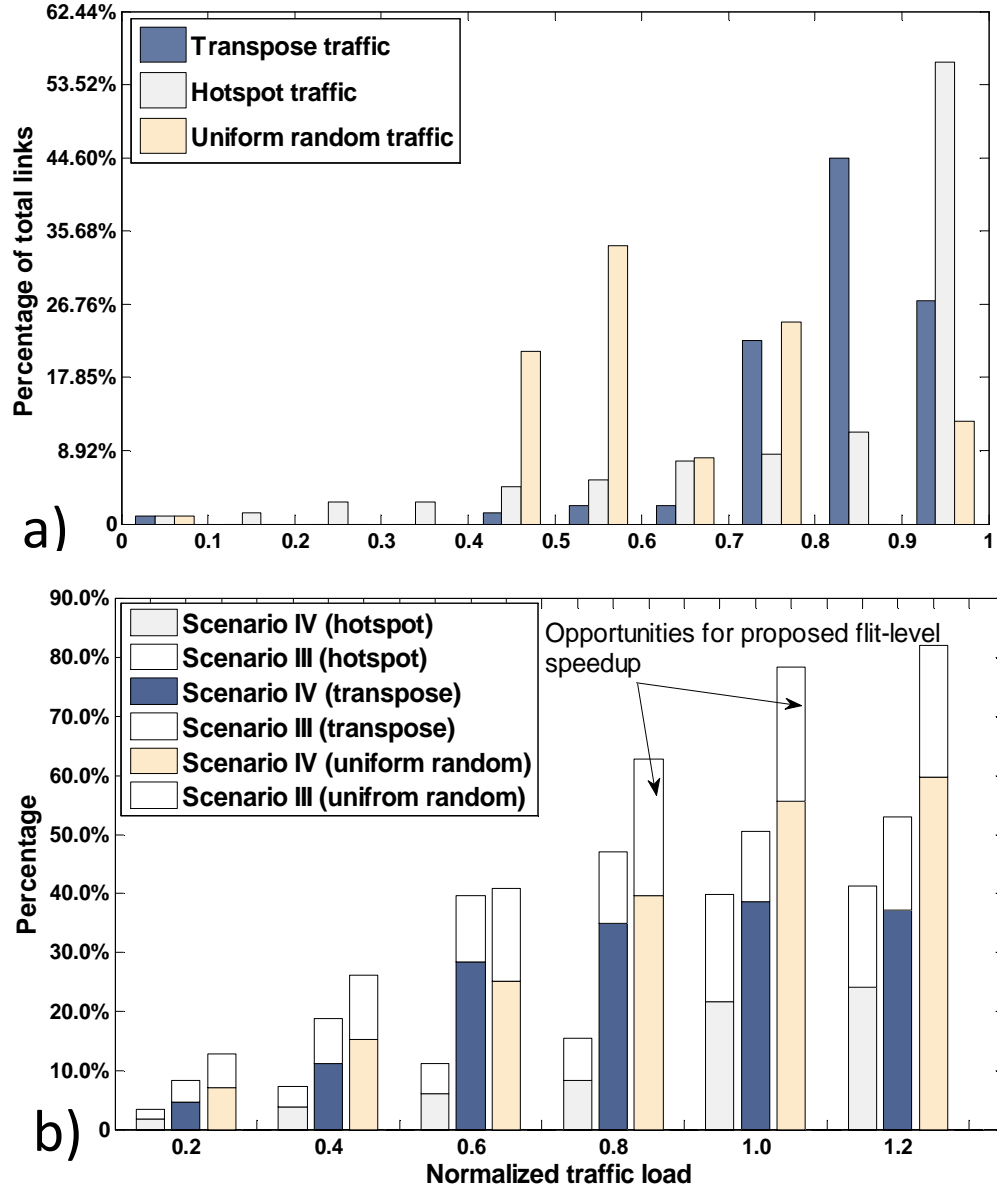 62.44%
53.52%
44.60%
35.68%
26.76%
17.85%
8.92%
0
Percentage of total links
Transpose traffic
Hotspot traffic
Uniform random traffic
a)
0 0.1 0.2 0.3 0.4 0.5 0.6 0.7 0.8 0.9 1
90.0%
80.0%
70.0%
60.0%
50.0%
40.0%
30.0%
20.0%
10.0%
0
Percentage
Scenario IV (hotspot)
Scenario III (hotspot)
Scenario IV (transpose)
Scenario III (transpose)
Scenario IV (uniform random)
Scenario III (unifrom random)
Opportunities for proposed flit-level
speedup
b)
0.2 0.4 0.6 0.8 1.0 1.2
Normalized traffic load